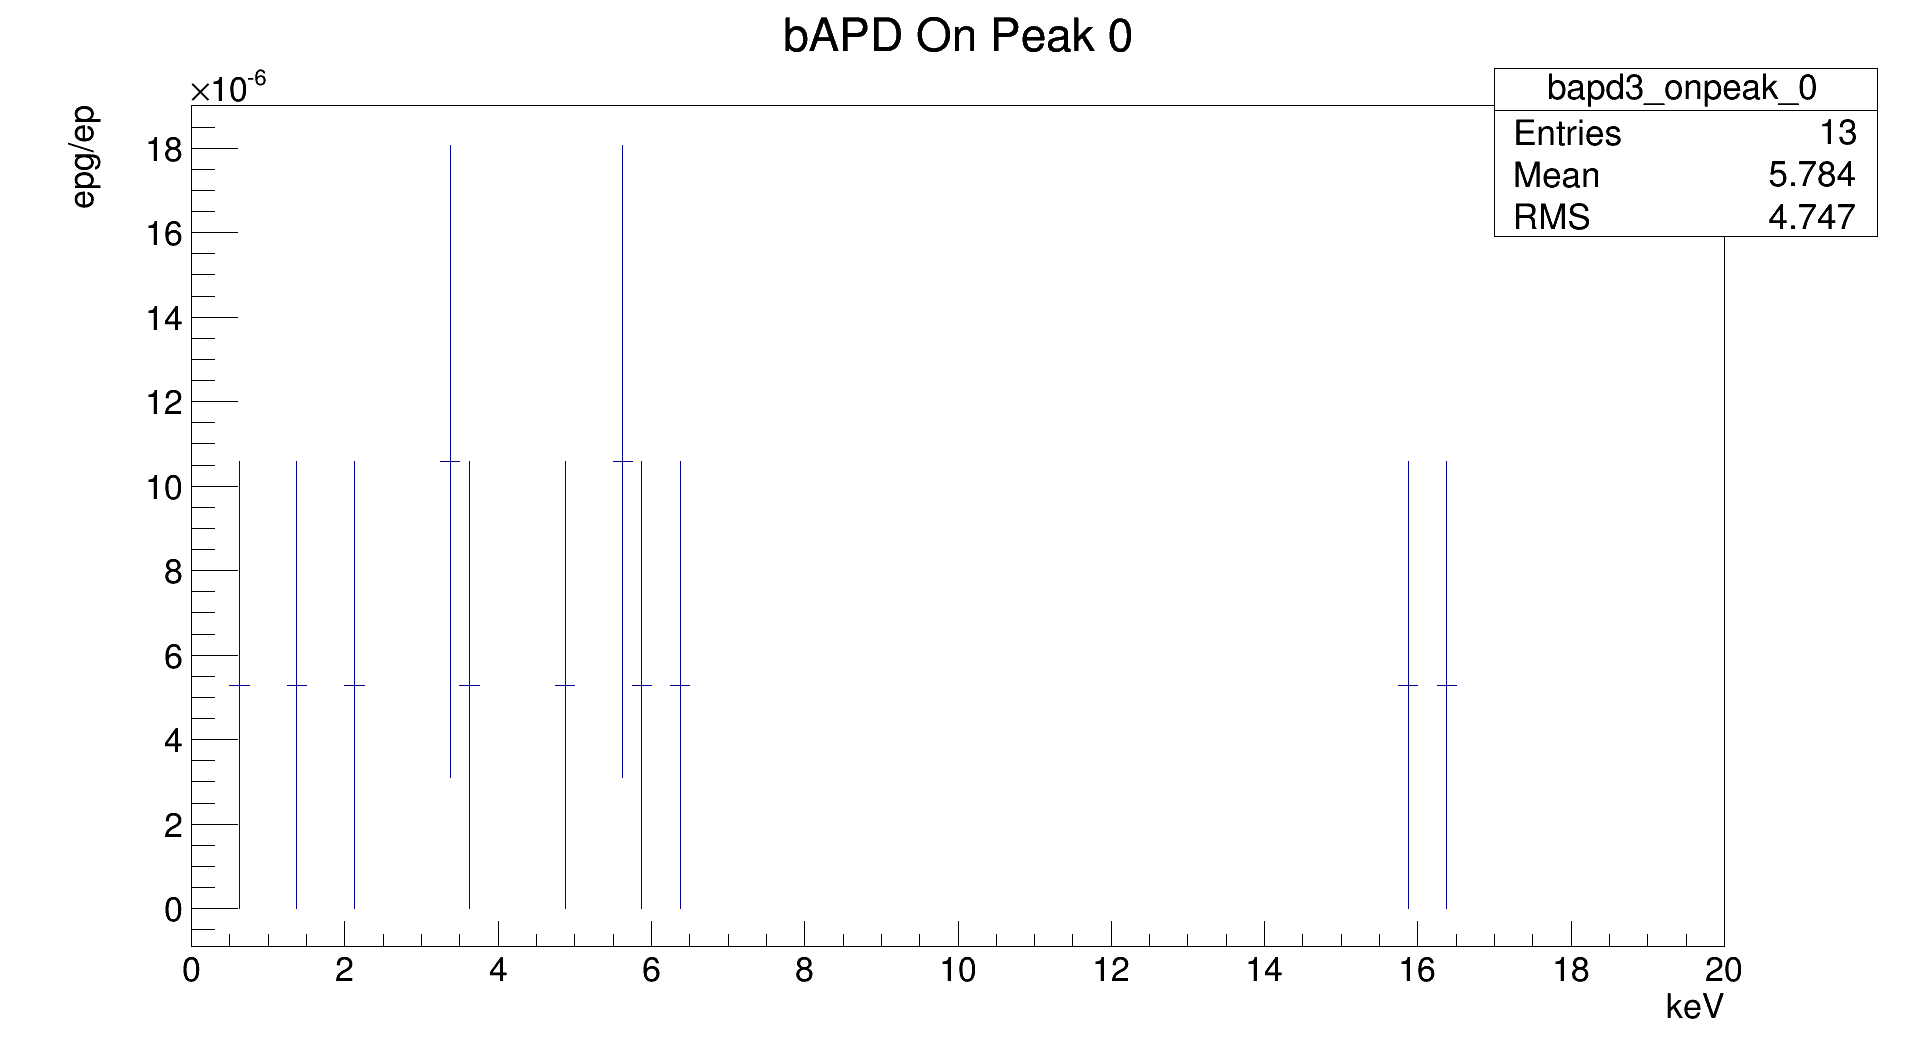 bAPD On Peak 0
×10⁻⁶
epg/ep
bapd3_onpeak_0
Entries 13
Mean 5.784
RMS 4.747
18
16
14
12
10
8
6
4
2
0
0 2 4 6 8 10 12 14 16 18 20
keV